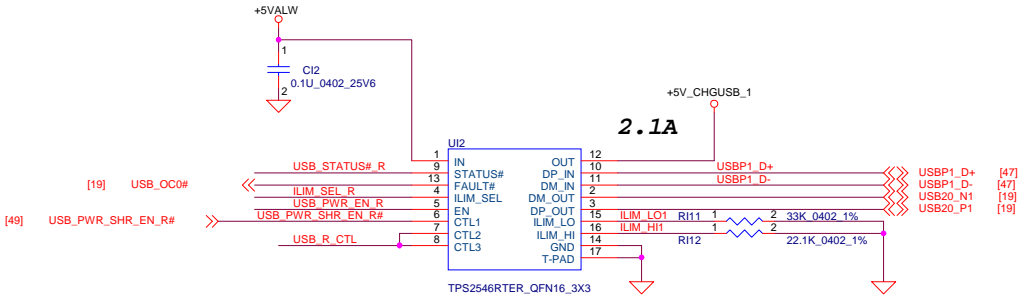 +5VALW
1
CI2
0.1U_0402_25V6
2
+5V_CHGUSB_1
2.1A
UI2
USB_STATUS#_R 1 IN OUT 12
9 STATUS# DP_IN 10 USBP1_D+ USBP1_D+ [47]
[19] USB_OC0# 13 FAULT# DM_IN 11 USBP1_D- USBP1_D- [47]
ILIM_SEL_R 4 ILIM_SEL DM_OUT 2 USB20_N1 [19]
USB_PWR_EN_R 5 EN DP_OUT 3 USB20_P1 [19]
[49] USB_PWR_SHR_EN_R# USB_PWR_SHR_EN_R# 6 CTL1 ILIM_LO 15 ILIM_LO1 RI11 1 2 33K_0402_1%
7 CTL2 ILIM_HI 16 ILIM_HI1 RI12 1 2 22.1K_0402_1%
USB_R_CTL 8 CTL3 GND 14
T-PAD 17
TPS2546RTER_QFN16_3X3